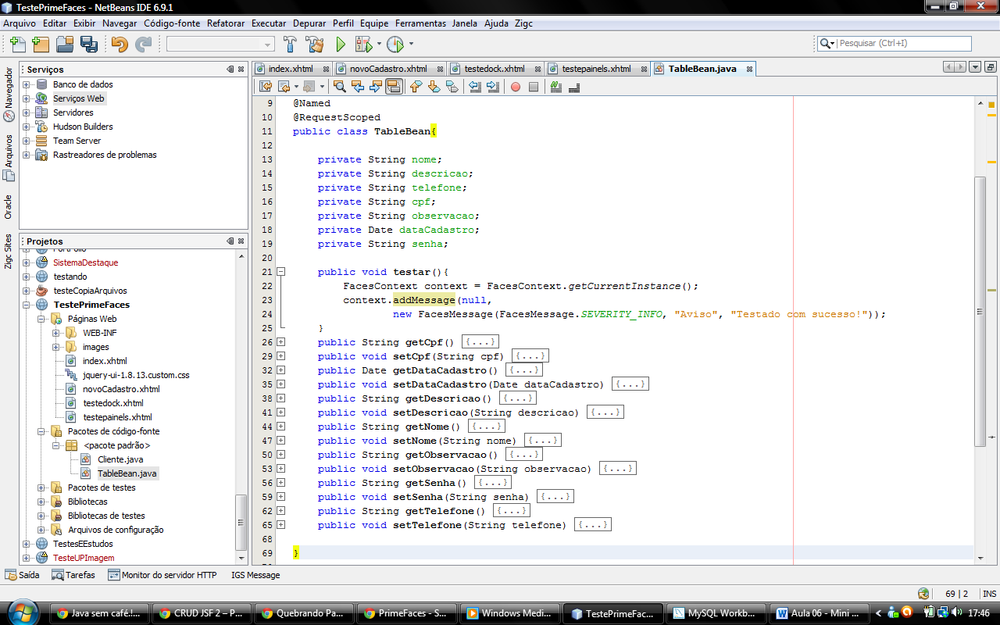 TestePrimeFaces - NetBeans IDE 6.9.1
Arquivo Editar Exibir Navegar Código-fonte Refatorar Executar Depurar Perfil Equipe Ferramentas Janela Ajuda Zigc
Pesquisar (Ctrl+I)
Navegador
Arquivos
Oracle
Zigc Sites
Serviços
Banco de dados
Serviços Web
Servidores
Hudson Builders
Team Server
Rastreadores de problemas
Projetos
Portfolio
SistemaDestaque
testando
testeCopiaArquivos
TestePrimeFaces
Páginas Web
WEB-INF
images
index.xhtml
jquery-ui-1.8.13.custom.css
novoCadastro.xhtml
testedock.xhtml
testepainels.xhtml
Pacotes de código-fonte
<pacote padrão>
Cliente.java
TableBean.java
Pacotes de testes
Bibliotecas
Bibliotecas de testes
Arquivos de configuração
TestesEEstudos
TesteUPImagem
index.xhtml novoCadastro.xhtml testedock.xhtml testepainels.xhtml TableBean.java
9 @Named
10 @RequestScoped
11 public class TableBean{
12
13 private String nome;
14 private String descricao;
15 private String telefone;
16 private String cpf;
17 private String observacao;
18 private Date dataCadastro;
19 private String senha;
20
21 public void testar(){
22 FacesContext context = FacesContext.getCurrentInstance();
23 context.addMessage(null,
24 new FacesMessage(FacesMessage.SEVERITY_INFO, "Aviso", "Testado com sucesso!"));
25 }
26 public String getCpf() {...}
29 public void setCpf(String cpf) {...}
32 public Date getDataCadastro() {...}
35 public void setDataCadastro(Date dataCadastro) {...}
38 public String getDescricao() {...}
41 public void setDescricao(String descricao) {...}
44 public String getNome() {...}
47 public void setNome(String nome) {...}
50 public String getObservacao() {...}
53 public void setObservacao(String observacao) {...}
56 public String getSenha() {...}
59 public void setSenha(String senha) {...}
62 public String getTelefone() {...}
65 public void setTelefone(String telefone) {...}
68
69 }
Saída Tarefas Monitor do servidor HTTP IGS Message
69 | 2 INS
Java sem café.!... CRUD JSF 2 – P... Quebrando Pa... PrimeFaces - S... Windows Medi... TestePrimeFac... MySQL Workb... Aula 06 - Mini ... 17:46